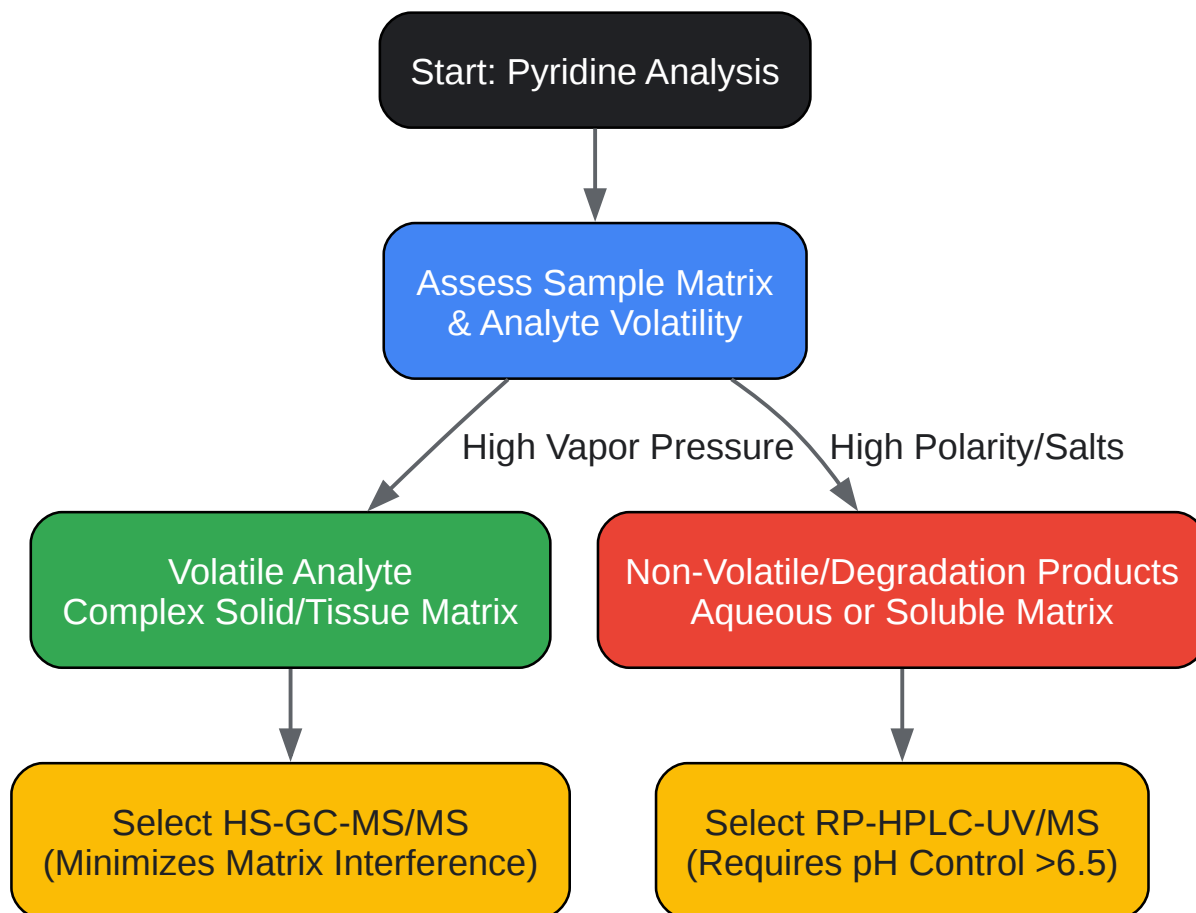 Start: Pyridine Analysis
Assess Sample Matrix
& Analyte Volatility
High Vapor Pressure
High Polarity/Salts
Volatile Analyte
Complex Solid/Tissue Matrix
Non-Volatile/Degradation Products
Aqueous or Soluble Matrix
Select HS-GC-MS/MS
(Minimizes Matrix Interference)
Select RP-HPLC-UV/MS
(Requires pH Control >6.5)